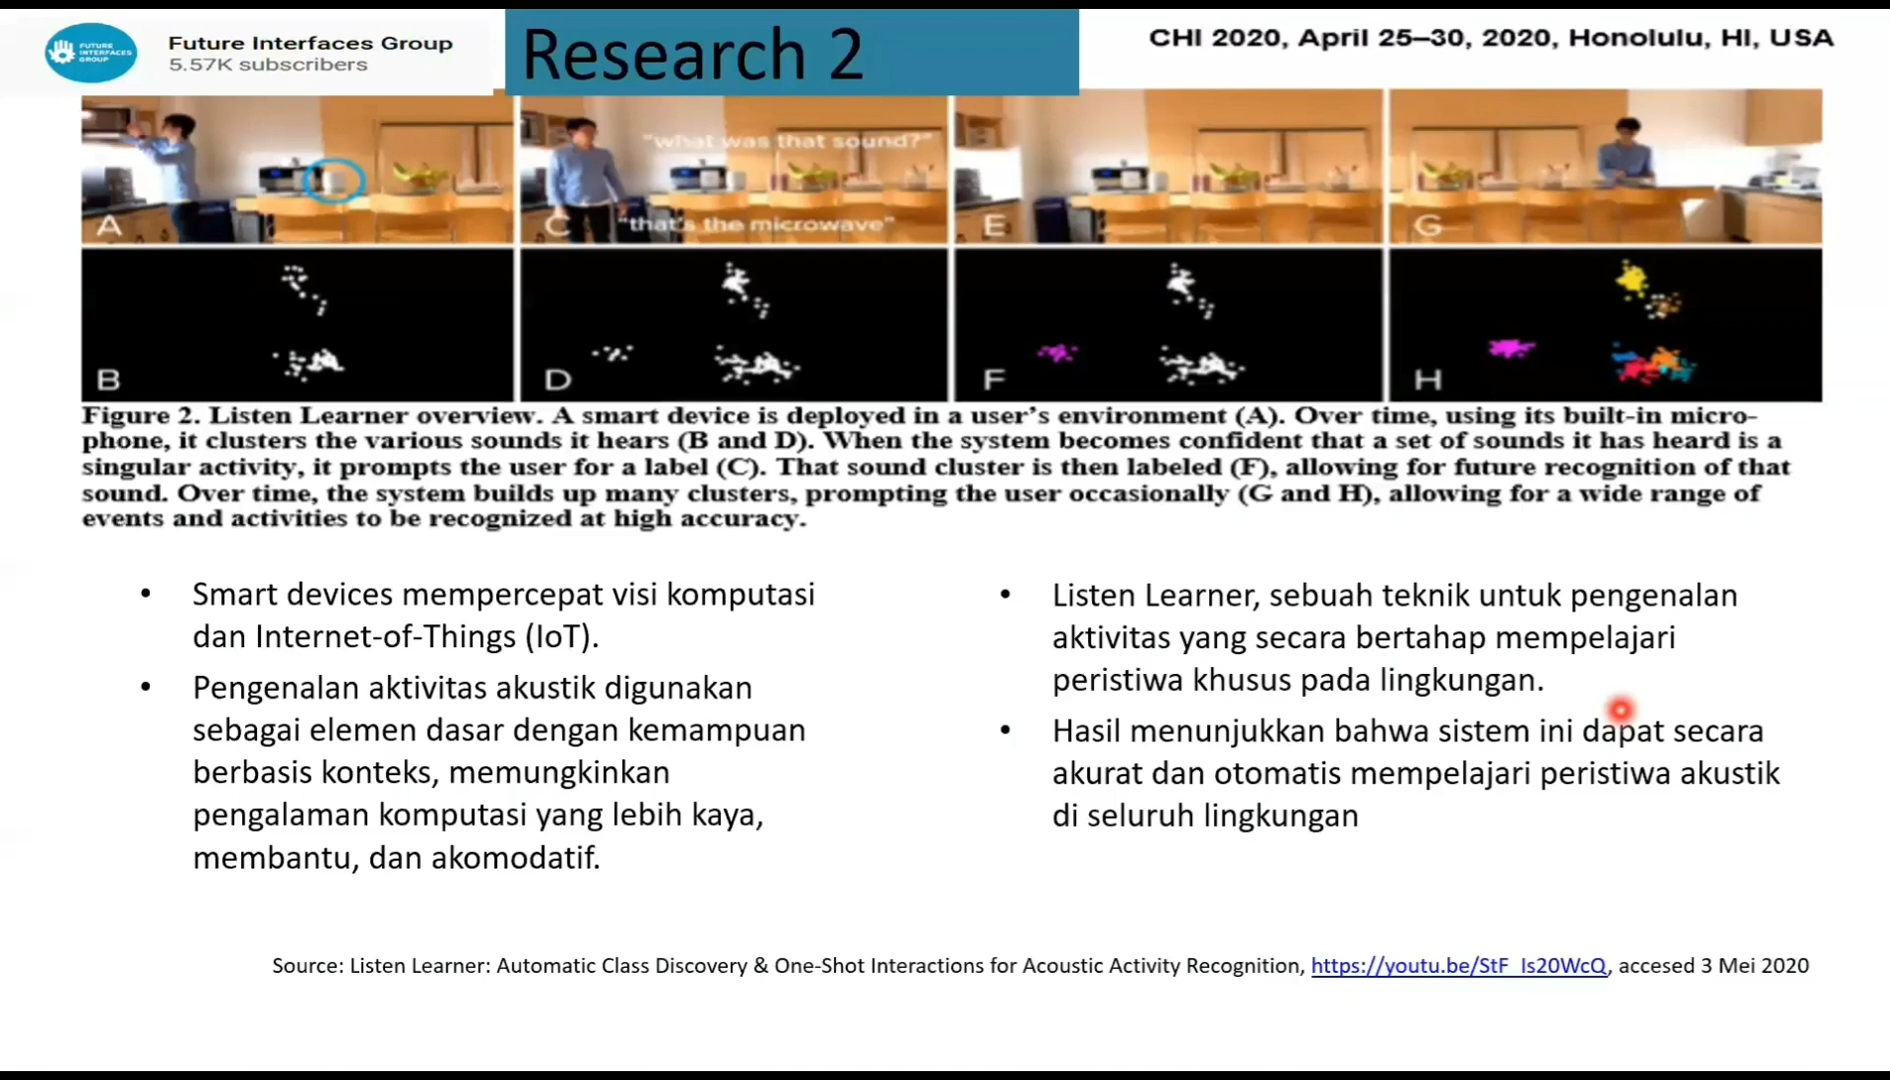 FUTURE
INTERFACES
GROUP
Future Interfaces Group
5.57K subscribers
Research 2
CHI 2020, April 25–30, 2020, Honolulu, HI, USA
A
"what was that sound?"
C
"that's the microwave"
E
G
B
D
F
H
Figure 2. Listen Learner overview. A smart device is deployed in a user's environment (A). Over time, using its built-in micro-
phone, it clusters the various sounds it hears (B and D). When the system becomes confident that a set of sounds it has heard is a
singular activity, it prompts the user for a label (C). That sound cluster is then labeled (F), allowing for future recognition of that
sound. Over time, the system builds up many clusters, prompting the user occasionally (G and H), allowing for a wide range of
events and activities to be recognized at high accuracy.
• Smart devices mempercepat visi komputasi
dan Internet-of-Things (IoT).
• Pengenalan aktivitas akustik digunakan
sebagai elemen dasar dengan kemampuan
berbasis konteks, memungkinkan
pengalaman komputasi yang lebih kaya,
membantu, dan akomodatif.
• Listen Learner, sebuah teknik untuk pengenalan
aktivitas yang secara bertahap mempelajari
peristiwa khusus pada lingkungan.
• Hasil menunjukkan bahwa sistem ini dapat secara
akurat dan otomatis mempelajari peristiwa akustik
di seluruh lingkungan
Source: Listen Learner: Automatic Class Discovery & One-Shot Interactions for Acoustic Activity Recognition, https://youtu.be/StF_Is20WcQ, accesed 3 Mei 2020